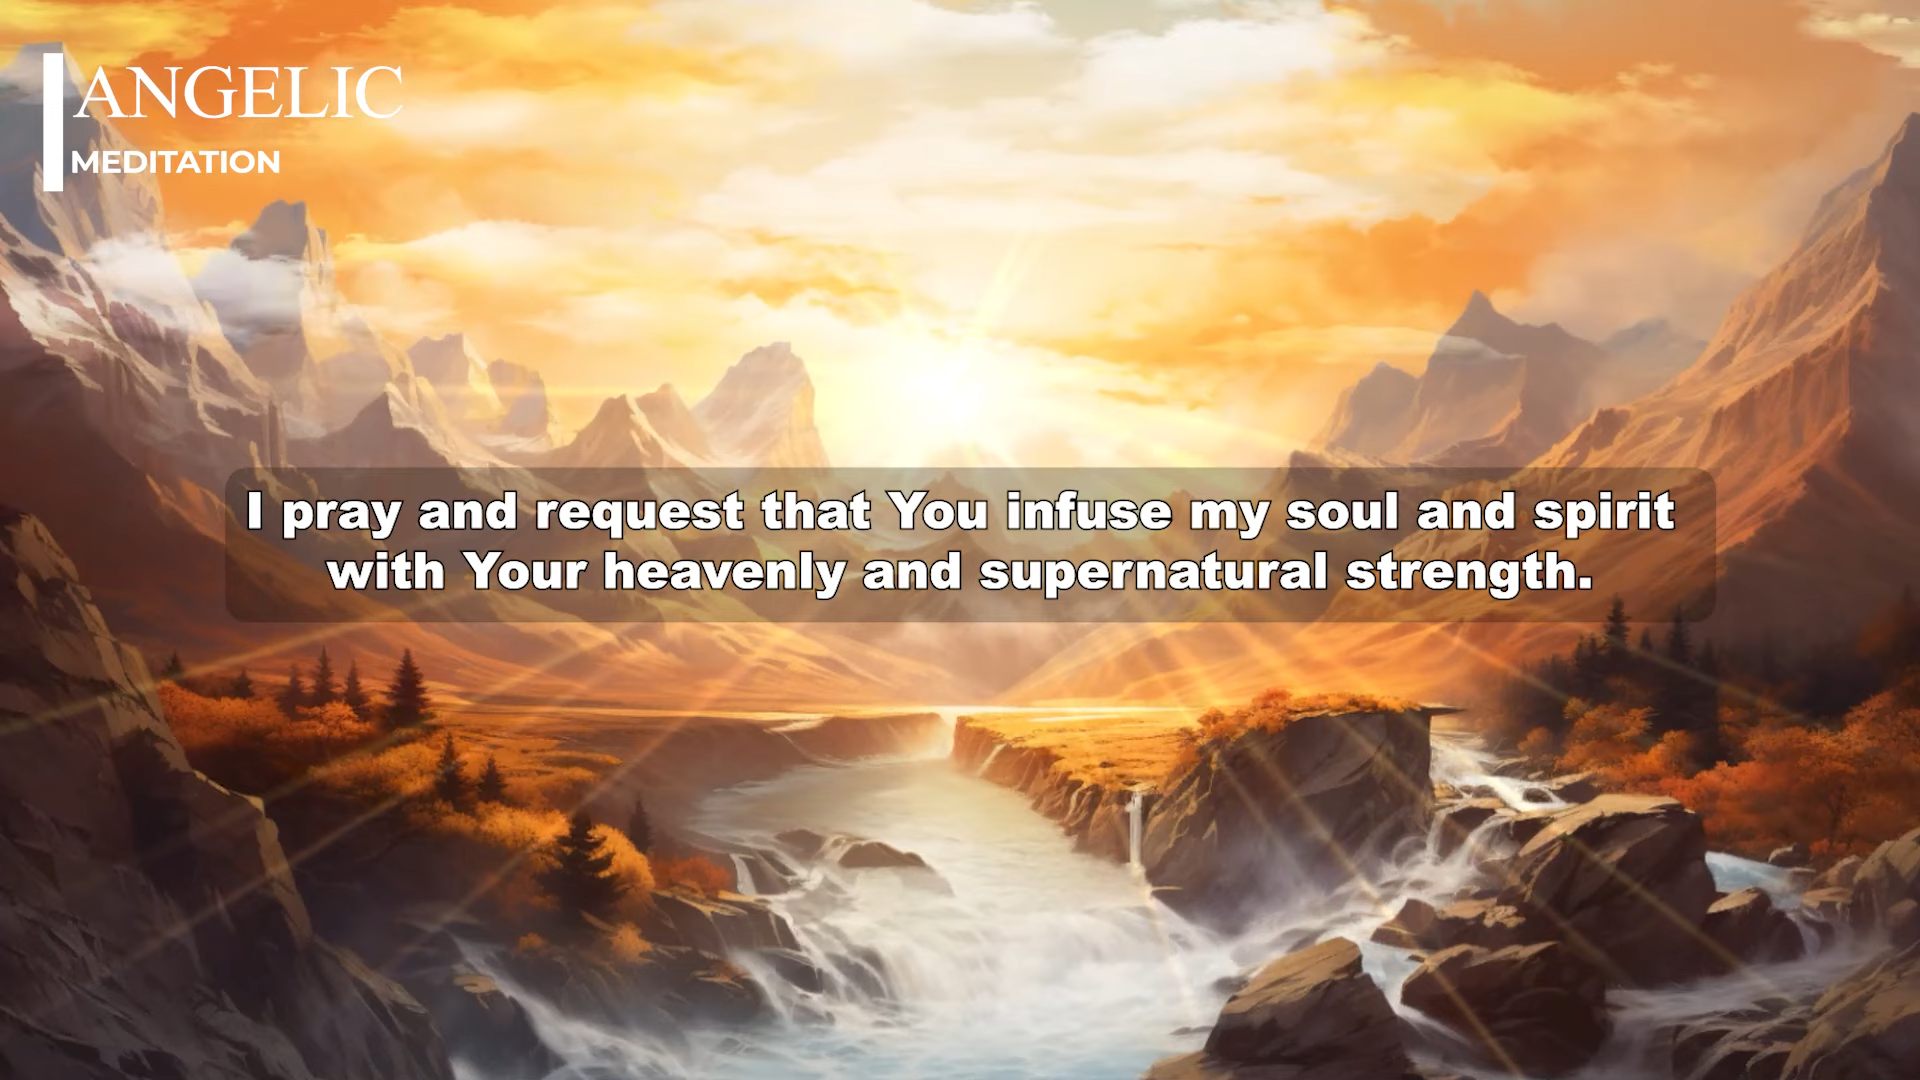 ANGELIC
MEDITATION
I pray and request that You infuse my soul and spirit
with Your heavenly and supernatural strength.